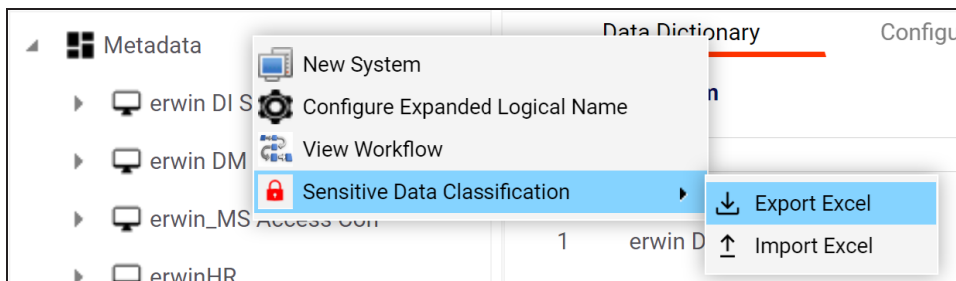 Metadata
Data Dictionary
Configu
New System
erwin DI S
Configure Expanded Logical Name
erwin DM
View Workflow
Sensitive Data Classification
Export Excel
erwin_MS Access Con
1
erwin D
Import Excel
erwinHR